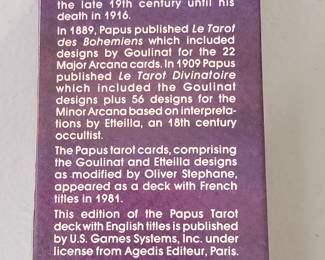 the late 19th century until his
death in 1916.
In 1889, Papus published Le Tarot
des Bohemiens which included
designs by Goulinat for the 22
Major Arcana cards. In 1909 Papus
published Le Tarot Divinatoire
which included the Goulinat
designs plus 56 designs for the
Minor Arcana based on interpreta-
tions by Etteilla, an 18th century
occultist.
The Papus tarot cards, comprising
the Goulinat and Etteilla designs
as modified by Oliver Stephane,
appeared as a deck with French
titles in 1981.
This edition of the Papus Tarot
deck with English titles is published
by U.S. Games Systems, Inc. under
license from Agedis Editeur, Paris.